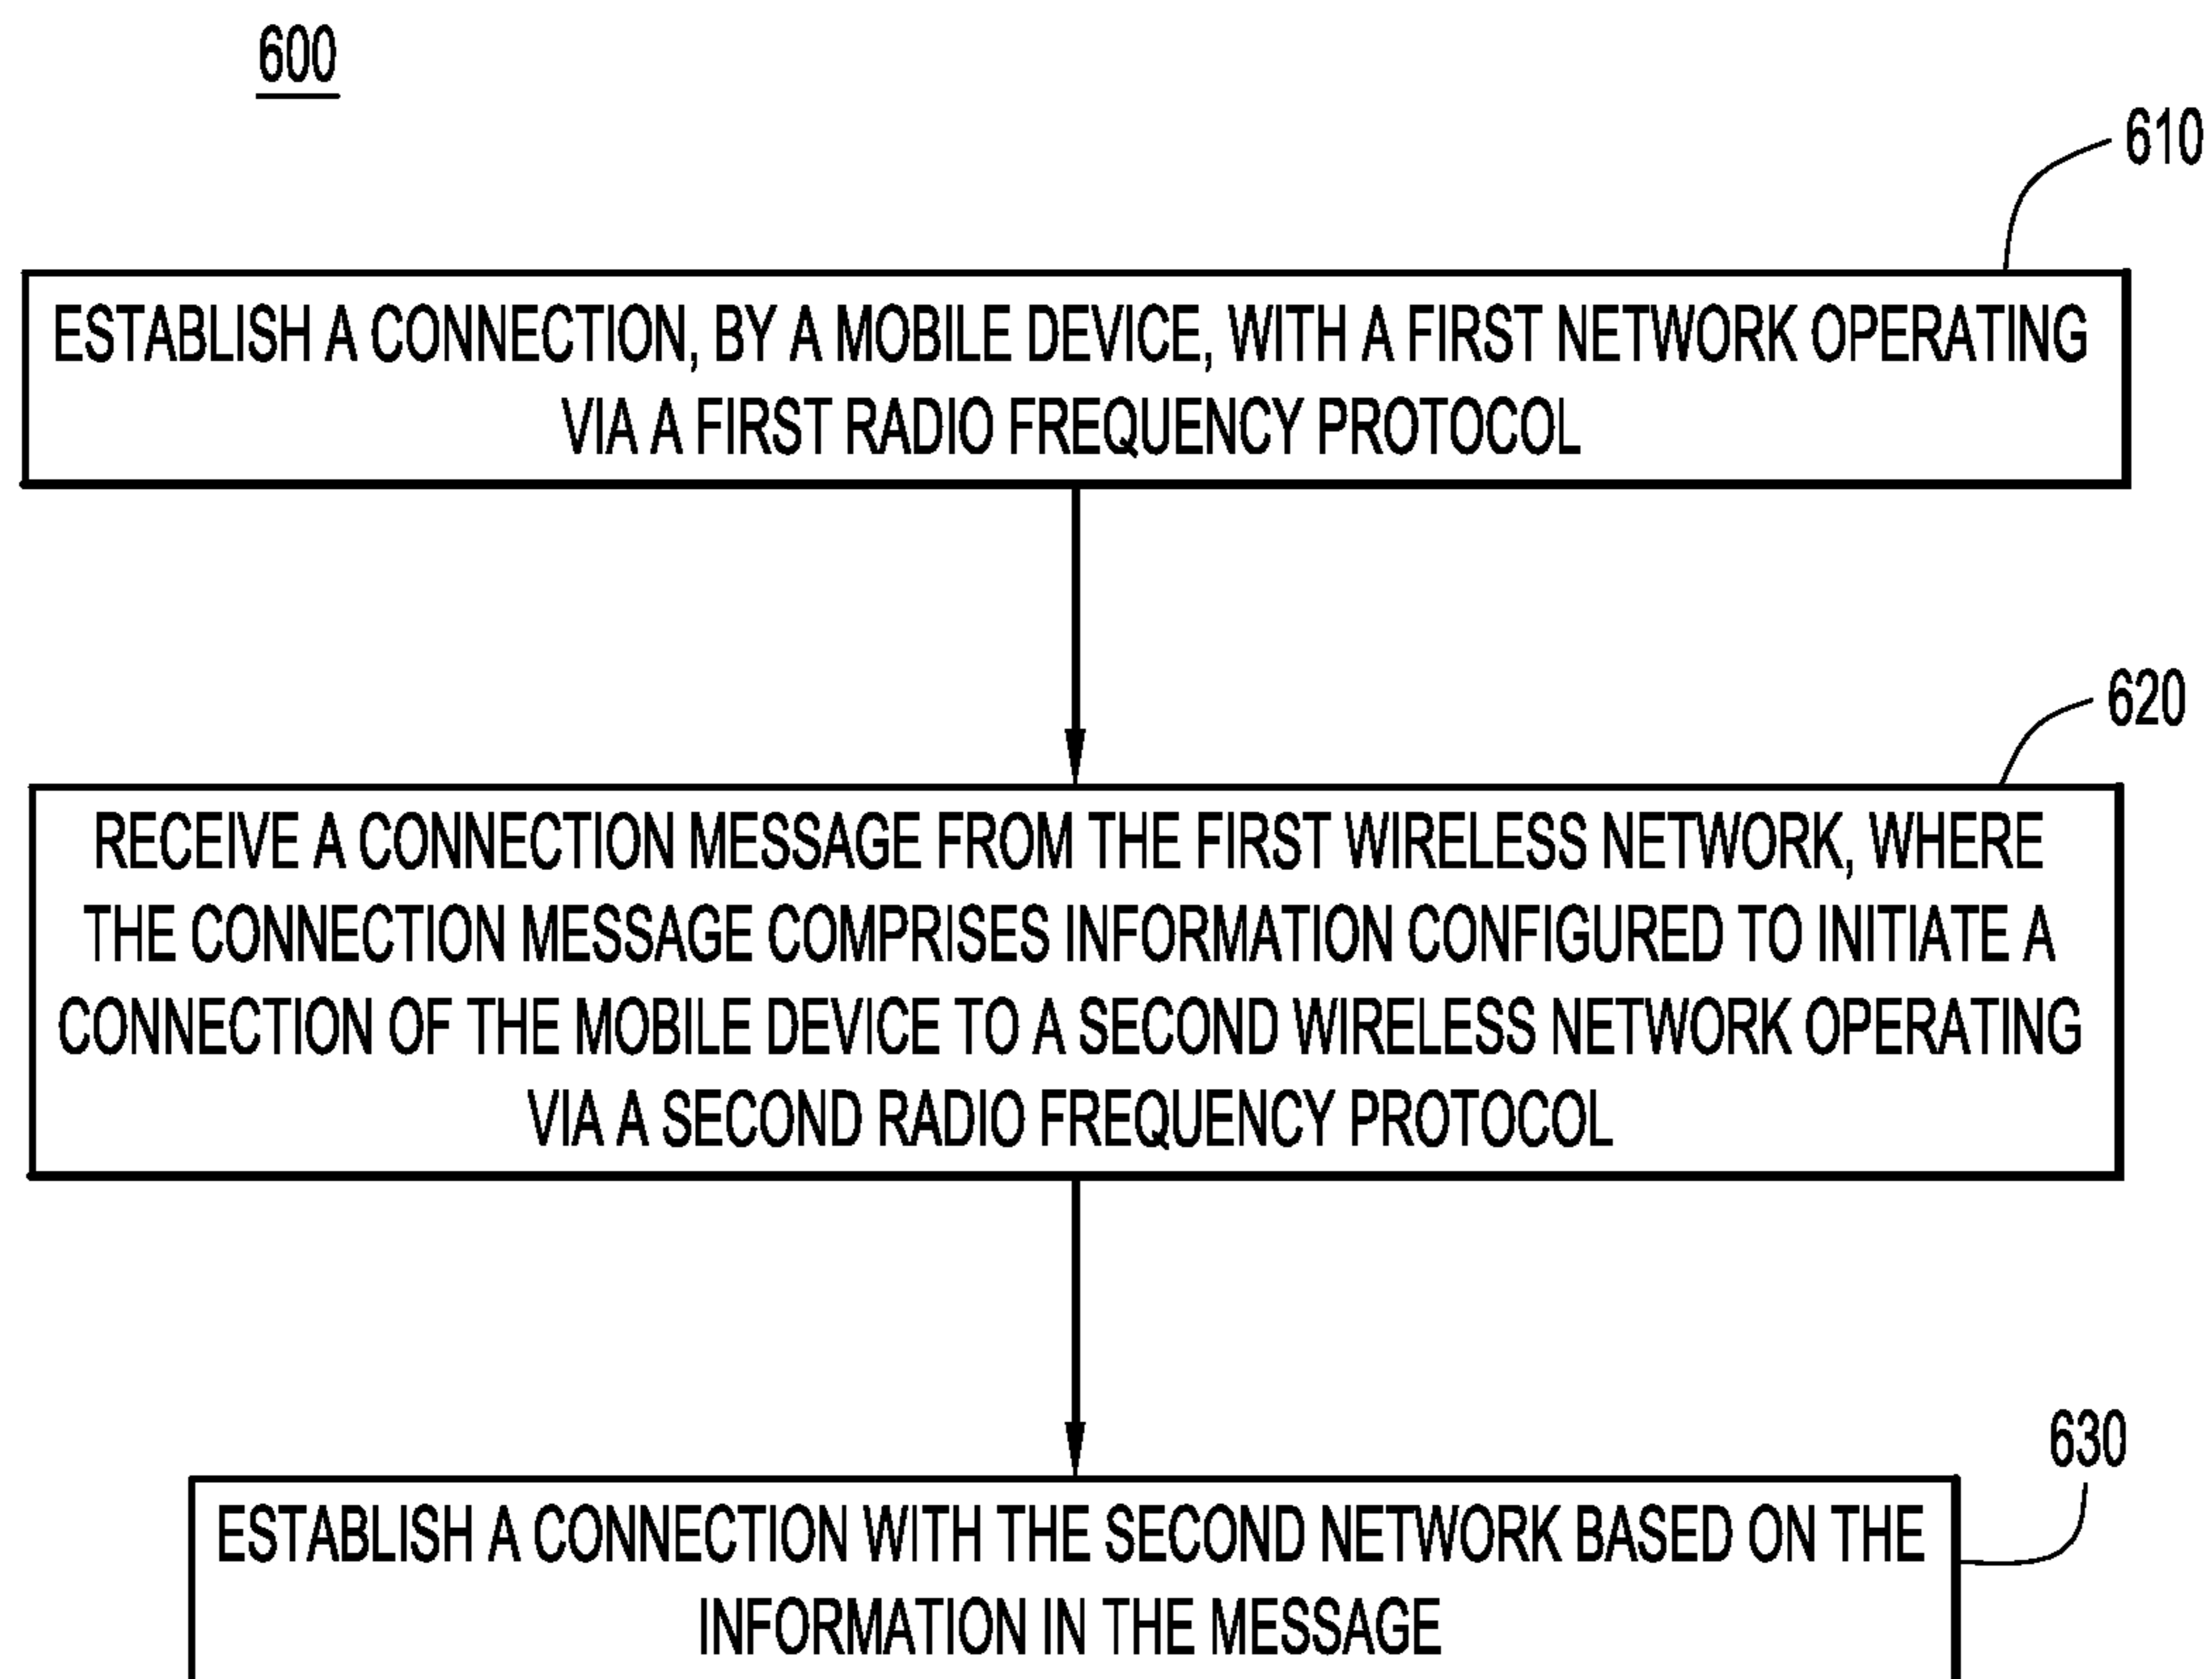 600
610
ESTABLISH A CONNECTION, BY A MOBILE DEVICE, WITH A FIRST NETWORK OPERATING
VIA A FIRST RADIO FREQUENCY PROTOCOL
620
RECEIVE A CONNECTION MESSAGE FROM THE FIRST WIRELESS NETWORK, WHERE
THE CONNECTION MESSAGE COMPRISES INFORMATION CONFIGURED TO INITIATE A
CONNECTION OF THE MOBILE DEVICE TO A SECOND WIRELESS NETWORK OPERATING
VIA A SECOND RADIO FREQUENCY PROTOCOL
630
ESTABLISH A CONNECTION WITH THE SECOND NETWORK BASED ON THE
INFORMATION IN THE MESSAGE